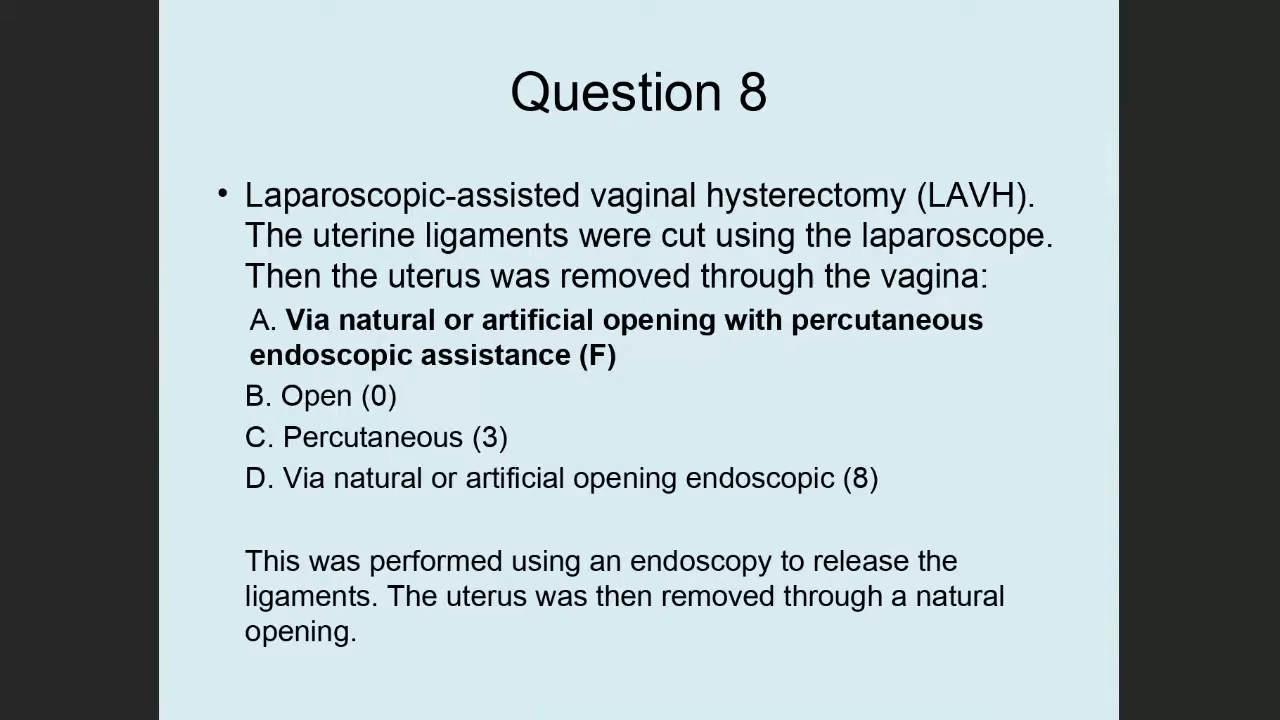 Question 8
• Laparoscopic-assisted vaginal hysterectomy (LAVH).
The uterine ligaments were cut using the laparoscope.
Then the uterus was removed through the vagina:
A. Via natural or artificial opening with percutaneous
endoscopic assistance (F)
B. Open (0)
C. Percutaneous (3)
D. Via natural or artificial opening endoscopic (8)
This was performed using an endoscopy to release the
ligaments. The uterus was then removed through a natural
opening.